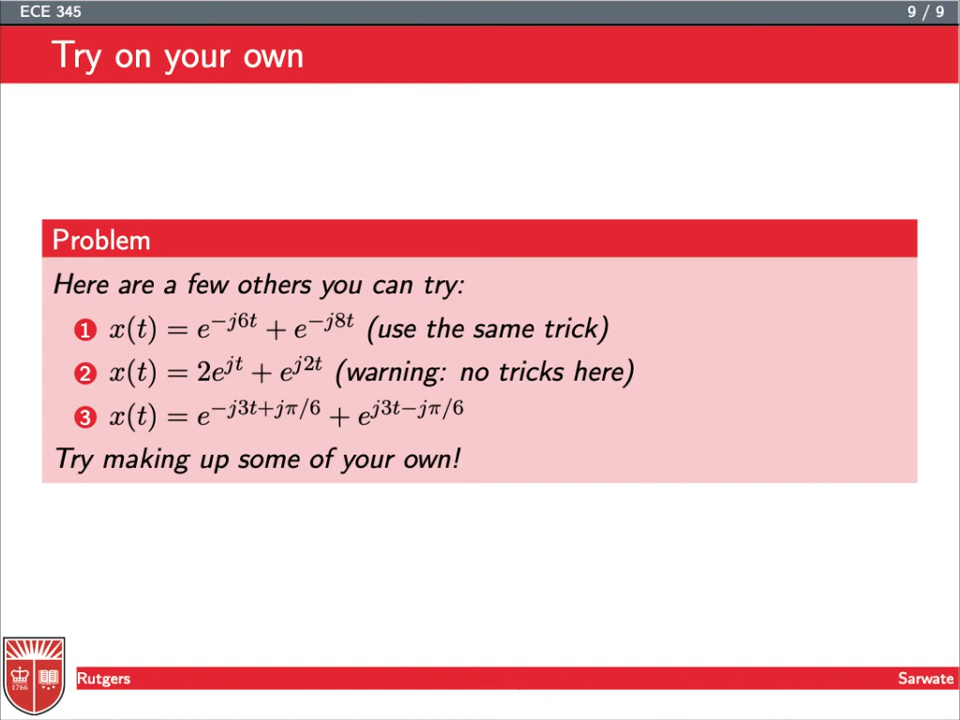 ECE 345
9 / 9
Try on your own
Problem
Here are a few others you can try:
1 x(t) = e^{-j6t} + e^{-j8t} (use the same trick)
2 x(t) = 2e^{jt} + e^{j2t} (warning: no tricks here)
3 x(t) = e^{-j3t+jπ/6} + e^{j3t-jπ/6}
Try making up some of your own!
1766
Rutgers
Sarwate